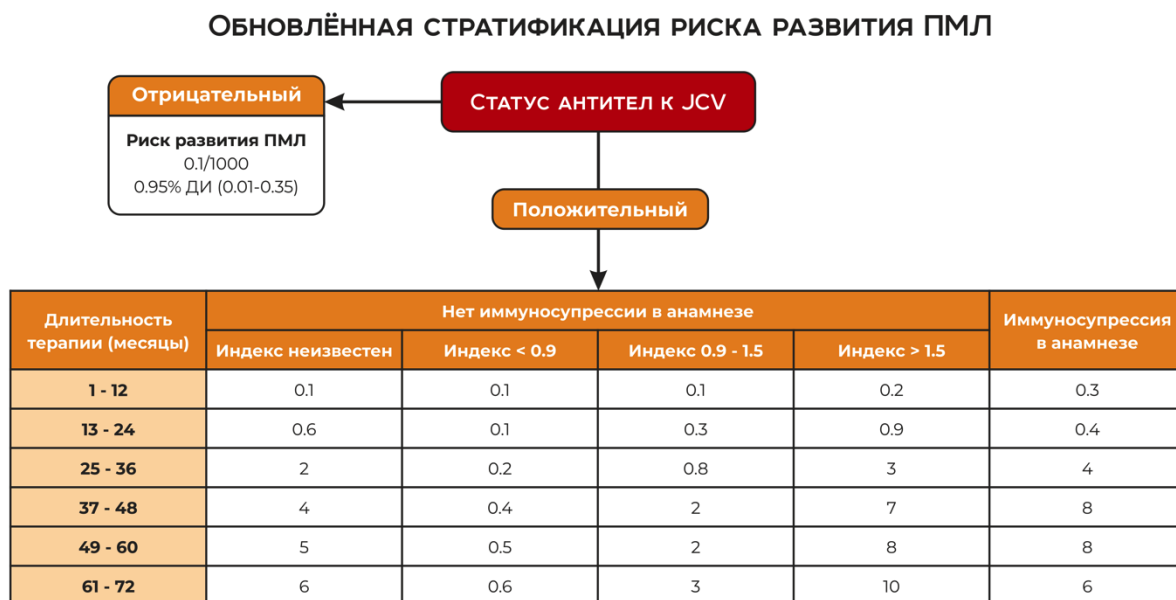 Обновлённая стратификация риска развития ПМЛ
Отрицательный
Риск развития ПМЛ
0.1/1000
0.95% ДИ (0.01-0.35)
Статус антител к JCV
Положительный
Длительность
терапии (месяцы)
Нет иммуносупрессии в анамнезе
Иммуносупрессия
в анамнезе
Индекс неизвестен Индекс < 0.9 Индекс 0.9 - 1.5 Индекс > 1.5
1 - 12 0.1 0.1 0.1 0.2 0.3
13 - 24 0.6 0.1 0.3 0.9 0.4
25 - 36 2 0.2 0.8 3 4
37 - 48 4 0.4 2 7 8
49 - 60 5 0.5 2 8 8
61 - 72 6 0.6 3 10 6